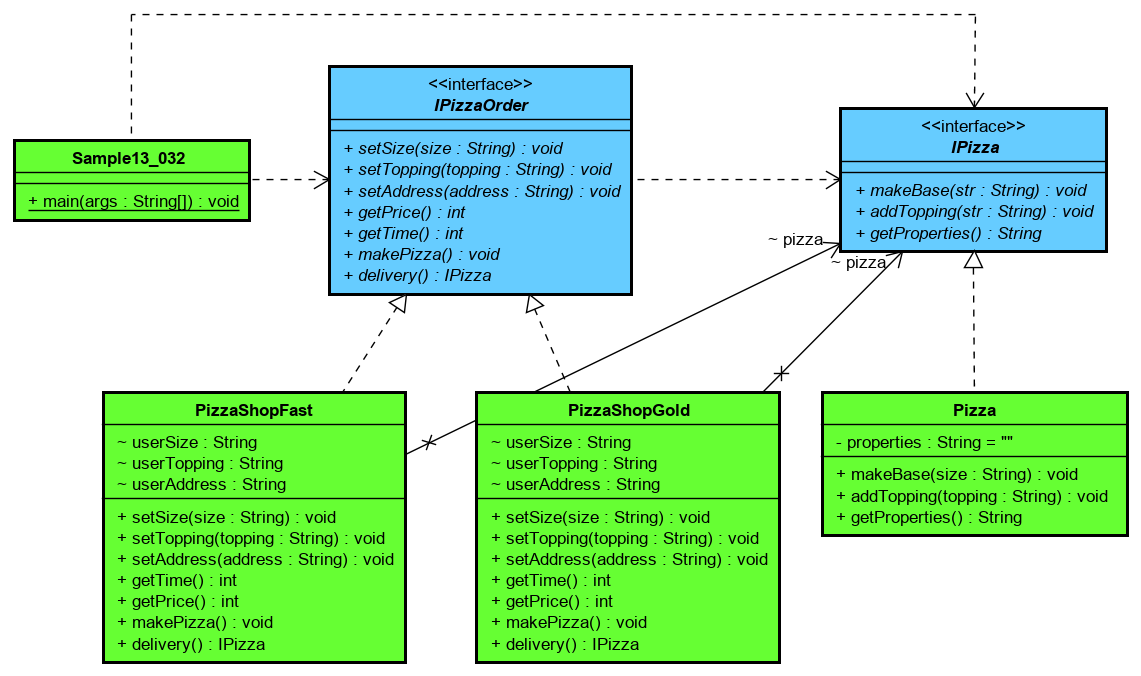 <<interface>>
IPizzaOrder
+ setSize(size : String) : void
+ setTopping(topping : String) : void
+ setAddress(address : String) : void
+ getPrice() : int
+ getTime() : int
+ makePizza() : void
+ delivery() : IPizza
<<interface>>
IPizza
+ makeBase(str : String) : void
+ addTopping(str : String) : void
+ getProperties() : String
Sample13_032
+ main(args : String[]) : void
~ pizza
~ pizza
PizzaShopFast
~ userSize : String
~ userTopping : String
~ userAddress : String
+ setSize(size : String) : void
+ setTopping(topping : String) : void
+ setAddress(address : String) : void
+ getTime() : int
+ getPrice() : int
+ makePizza() : void
+ delivery() : IPizza
PizzaShopGold
~ userSize : String
~ userTopping : String
~ userAddress : String
+ setSize(size : String) : void
+ setTopping(topping : String) : void
+ setAddress(address : String) : void
+ getTime() : int
+ getPrice() : int
+ makePizza() : void
+ delivery() : IPizza
Pizza
- properties : String = ""
+ makeBase(size : String) : void
+ addTopping(topping : String) : void
+ getProperties() : String